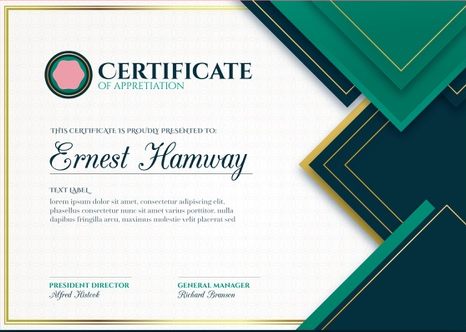 CERTIFICATE
OF APPRETIATION
THIS CERTIFICATE IS PROUDLY PRESENTED TO:
Ernest Hamway
TEXT LABEL
lorem ipsum dolor sit amet, consectetur adipiscing elit.
phasellus consectetur nunc sit amet varius porttitor. nulla
dapibus fringilla arcu, maximus molestie velit placerat sed
PRESIDENT DIRECTOR GENERAL MANAGER
Alfred Histcok Richard Branson